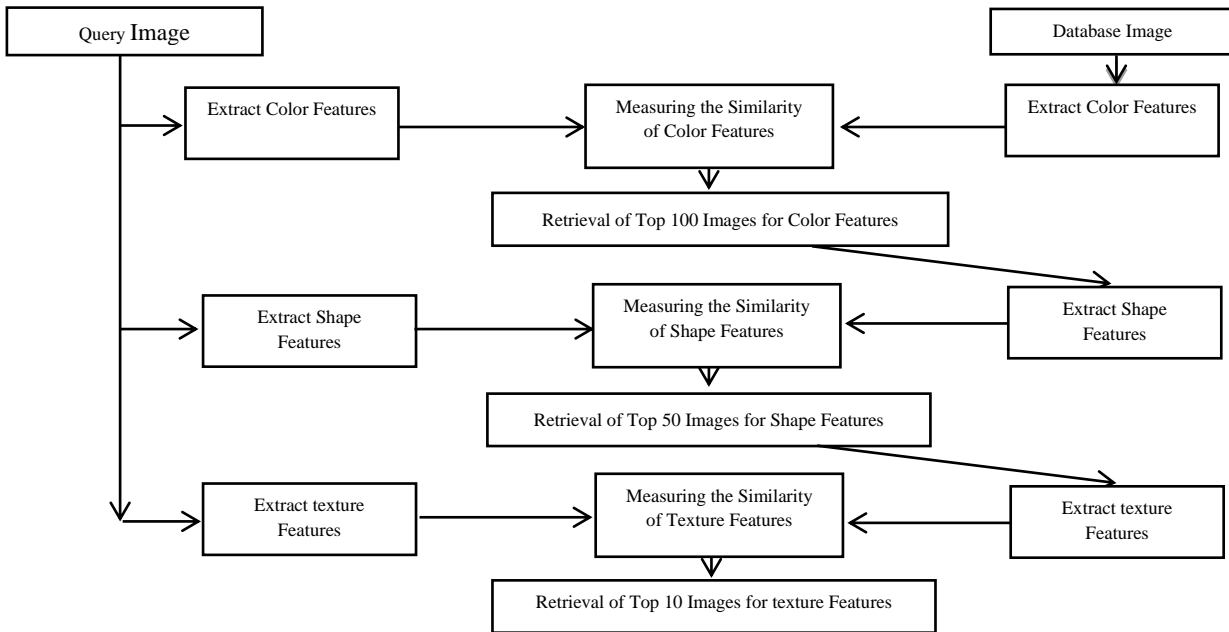 Query Image
Database Image
Extract Color Features
Measuring the Similarity
of Color Features
Extract Color Features
Retrieval of Top 100 Images for Color Features
Extract Shape
Features
Measuring the Similarity
of Shape Features
Extract Shape
Features
Retrieval of Top 50 Images for Shape Features
Extract texture
Features
Measuring the Similarity
of Texture Features
Extract texture
Features
Retrieval of Top 10 Images for texture Features